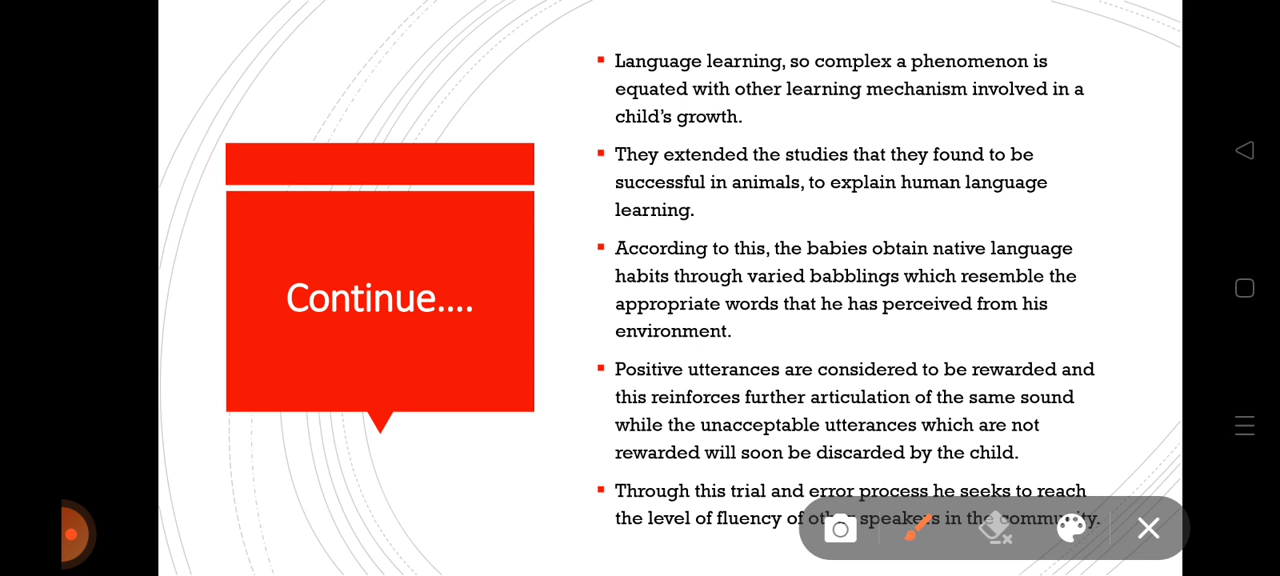 Continue....
Language learning, so complex a phenomenon is
equated with other learning mechanism involved in a
child's growth.
They extended the studies that they found to be
successful in animals, to explain human language
learning.
According to this, the babies obtain native language
habits through varied babblings which resemble the
appropriate words that he has perceived from his
environment.
Positive utterances are considered to be rewarded and
this reinforces further articulation of the same sound
while the unacceptable utterances which are not
rewarded will soon be discarded by the child.
Through this trial and error process he seeks to reach
the level of fluency of other speakers in the community.